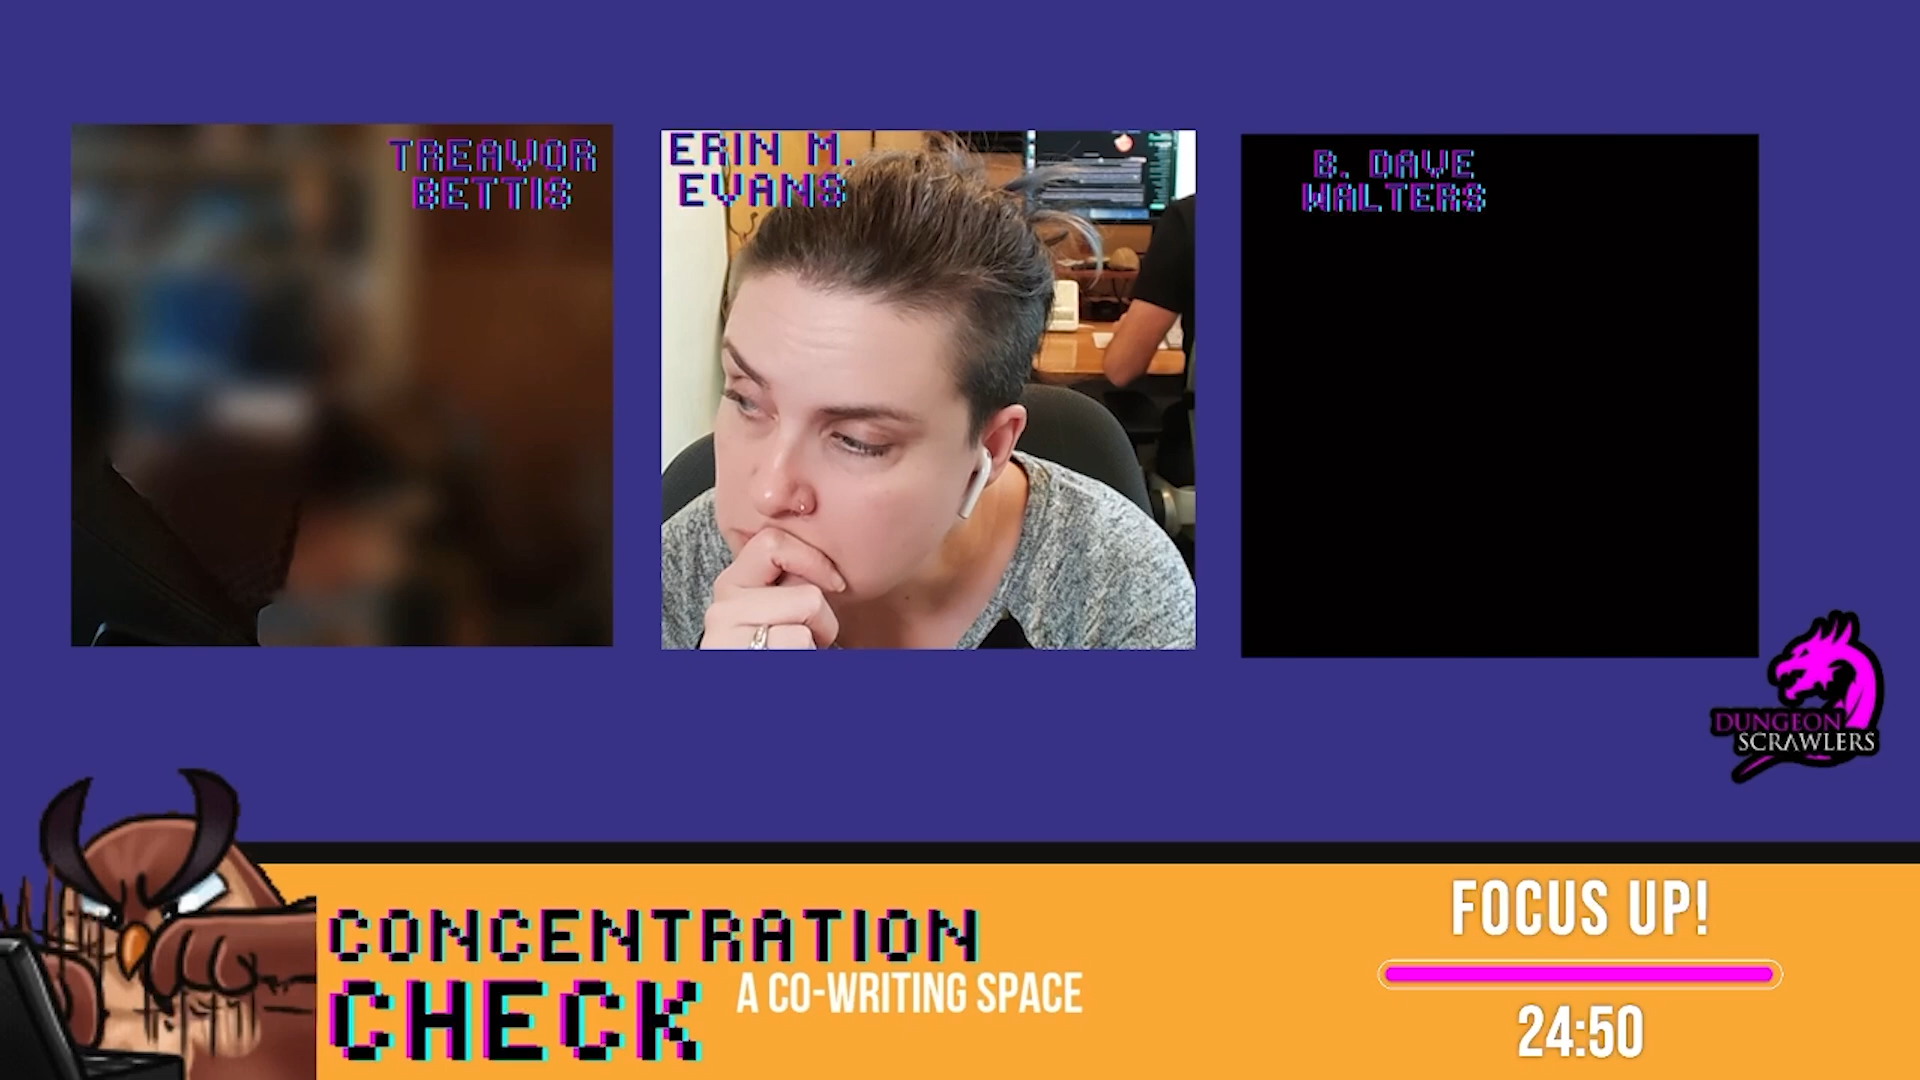 TREAVOR
BETTIS
ERIN M.
EVANS
B. DAVE
WALTERS
DUNGEON
SCRAWLERS
CONCENTRATION
CHECK
A CO-WRITING SPACE
FOCUS UP!
24:50